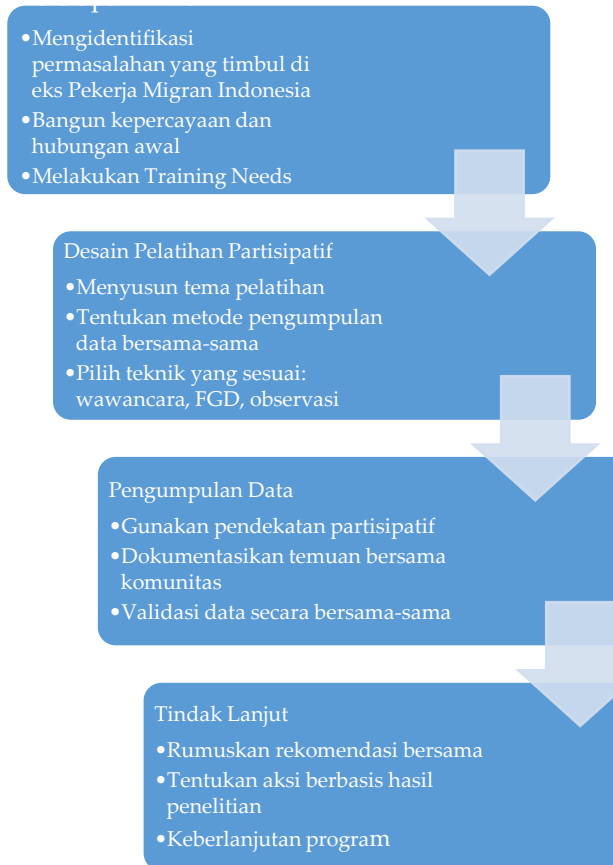 •Mengidentifikasi
permasalahan yang timbul di
eks Pekerja Migran Indonesia
•Bangun kepercayaan dan
hubungan awal
•Melakukan Training Needs
Desain Pelatihan Partisipatif
•Menyusun tema pelatihan
•Tentukan metode pengumpulan
data bersama-sama
•Pilih teknik yang sesuai:
wawancara, FGD, observasi
Pengumpulan Data
•Gunakan pendekatan partisipatif
•Dokumentasikan temuan bersama
komunitas
•Validasi data secara bersama-sama
Tindak Lanjut
•Rumuskan rekomendasi bersama
•Tentukan aksi berbasis hasil
penelitian
•Keberlanjutan program